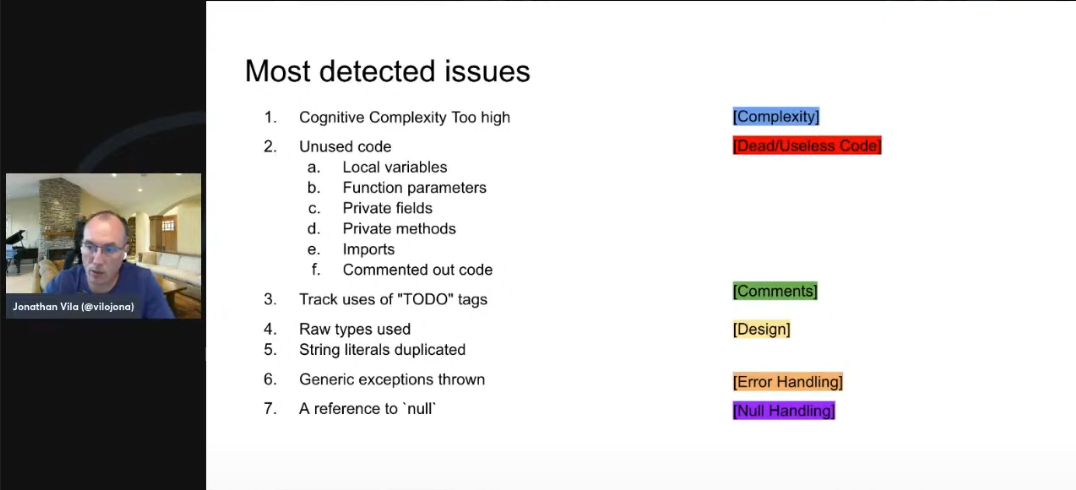 Most detected issues
1. Cognitive Complexity Too high [Complexity]
2. Unused code [Dead/Useless Code]
a. Local variables
b. Function parameters
c. Private fields
d. Private methods
e. Imports
f. Commented out code
3. Track uses of "TODO" tags [Comments]
4. Raw types used [Design]
5. String literals duplicated
6. Generic exceptions thrown [Error Handling]
7. A reference to `null` [Null Handling]
Jonathan Vila (@vilojona)